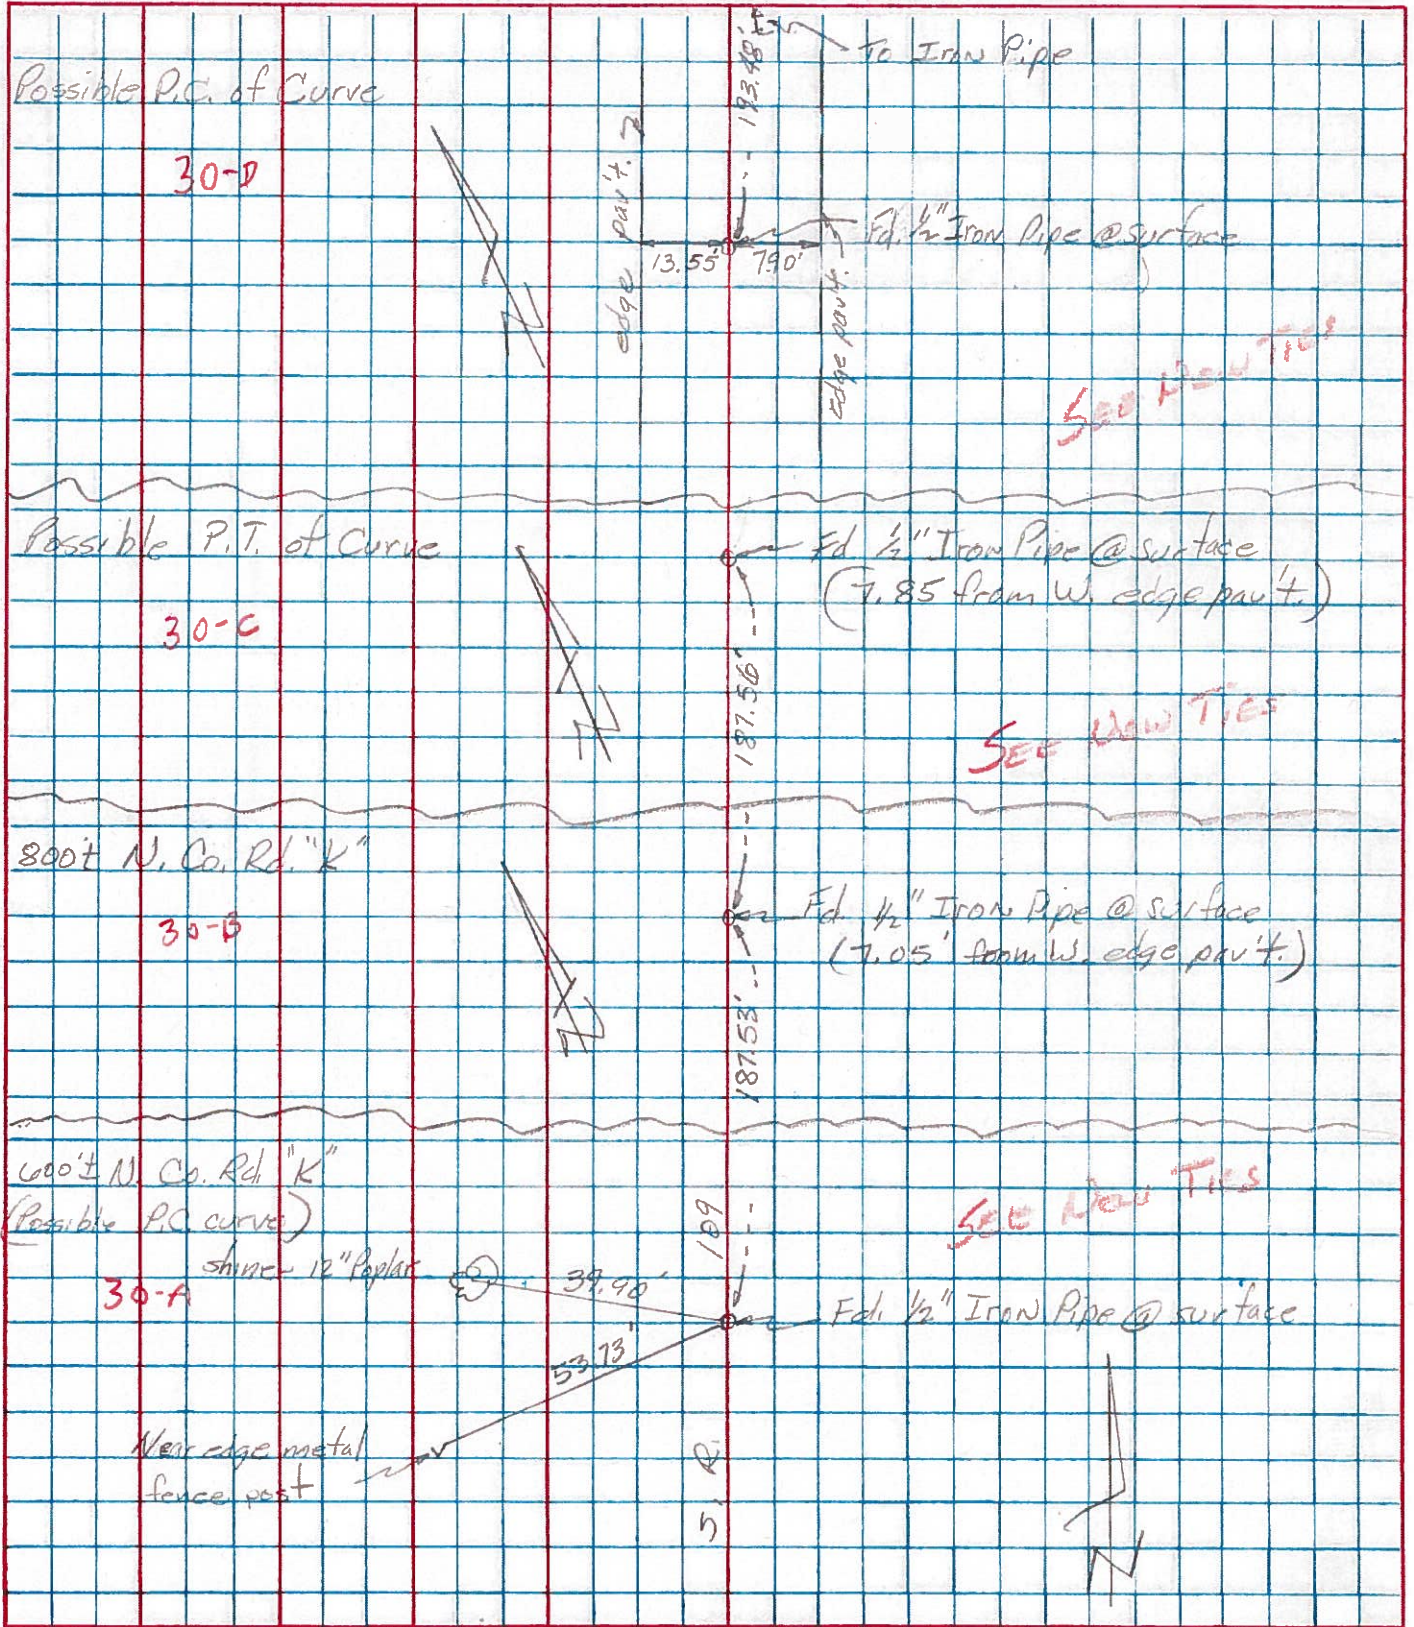 193.48'±
To Iron Pipe
Possible P.C. of Curve
30-D
edge pav't.
Fd. 1/2" Iron Pipe @ surface
13.55'
7.90'
Edge pav't.
SEE NEW TIES
Possible P.T. of Curve
Fd. 1/2" Iron Pipe @ surface
(7.85 from W. edge pav't.)
30-C
187.56'
SEE NEW TIES
800'± N. Co. Rd. "K"
30-B
Fd. 1/2" Iron Pipe @ surface
(7.05' from W. edge pav't.)
187.53'
600'± N. Co. Rd. "K"
(Possible P.C. curve)
SEE NEW TIES
shiner 12" Poplar
30-A
39.90'
Fd. 1/2" Iron Pipe @ surface
53.73'
Near edge metal
fence post
S. R. 109
N